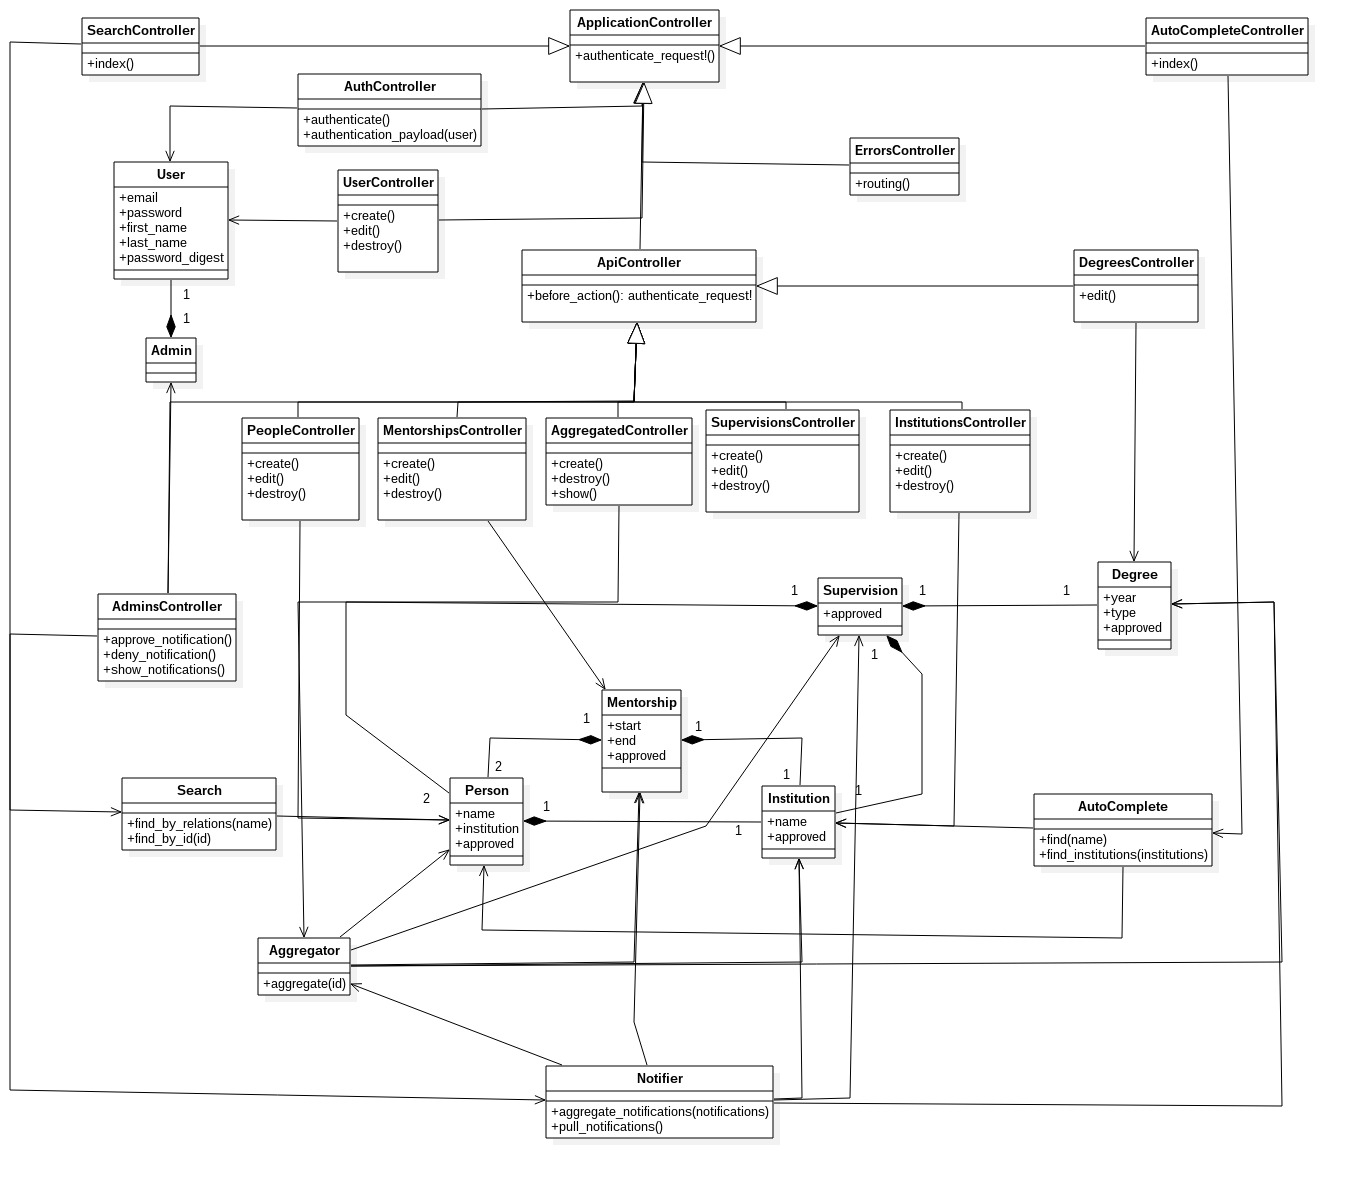 SearchController
+index()
ApplicationController
+authenticate_request!()
AutoCompleteController
+index()
AuthController
+authenticate()
+authentication_payload(user)
ErrorsController
+routing()
User
+email
+password
+first_name
+last_name
+password_digest
UserController
+create()
+edit()
+destroy()
ApiController
+before_action(): authenticate_request!
DegreesController
+edit()
1
1
Admin
PeopleController
+create()
+edit()
+destroy()
MentorshipsController
+create()
+edit()
+destroy()
AggregatedController
+create()
+destroy()
+show()
SupervisionsController
+create()
+edit()
+destroy()
InstitutionsController
+create()
+edit()
+destroy()
AdminsController
+approve_notification()
+deny_notification()
+show_notifications()
1
Supervision
+approved
1
1
1
Degree
+year
+type
+approved
Mentorship
+start
+end
+approved
1
1
2
1
Search
+find_by_relations(name)
+find_by_id(id)
2
Person
+name
+institution
+approved
1
1
Institution
+name
+approved
1
AutoComplete
+find(name)
+find_institutions(institutions)
Aggregator
+aggregate(id)
Notifier
+aggregate_notifications(notifications)
+pull_notifications()